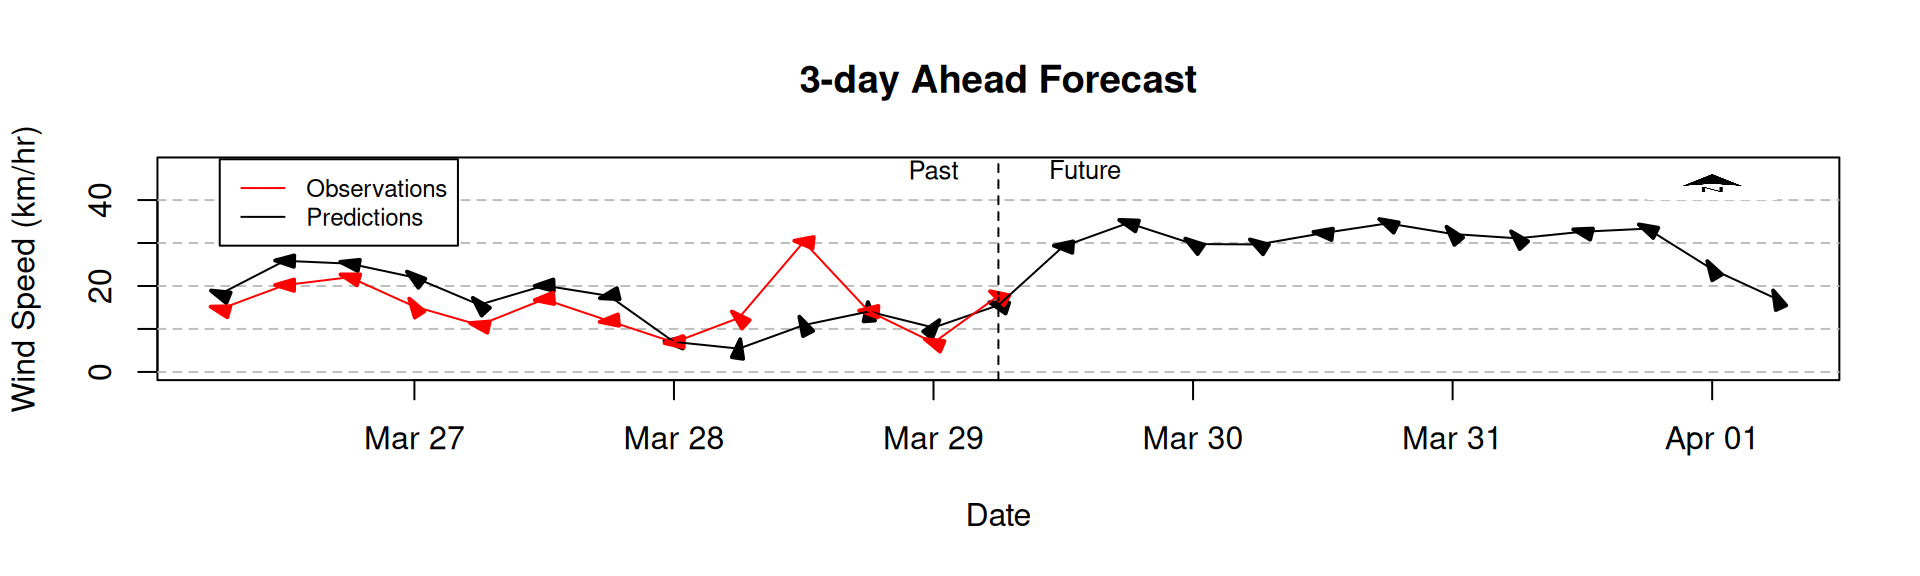 3-day Ahead Forecast
Wind Speed (km/hr)
40
20
0
Observations
Predictions
Past
Future
N
Mar 27
Mar 28
Mar 29
Mar 30
Mar 31
Apr 01
Date